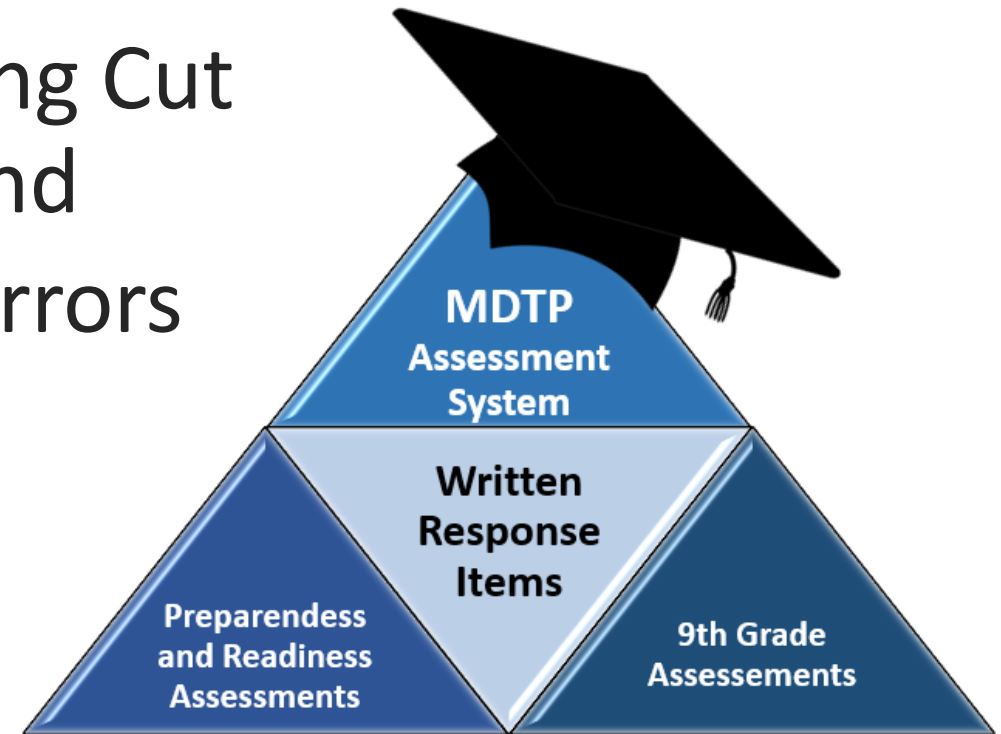 ng Cut
nd
rrors
MDTP
Assessment
System
Written
Response
Items
Preparendess
and Readiness
Assessments
9th Grade
Assessements